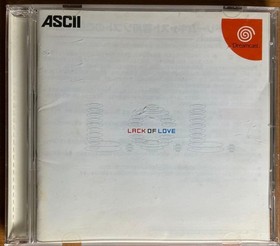 ASCII
Dreamcast
LACK OF LOVE
L.O.L.